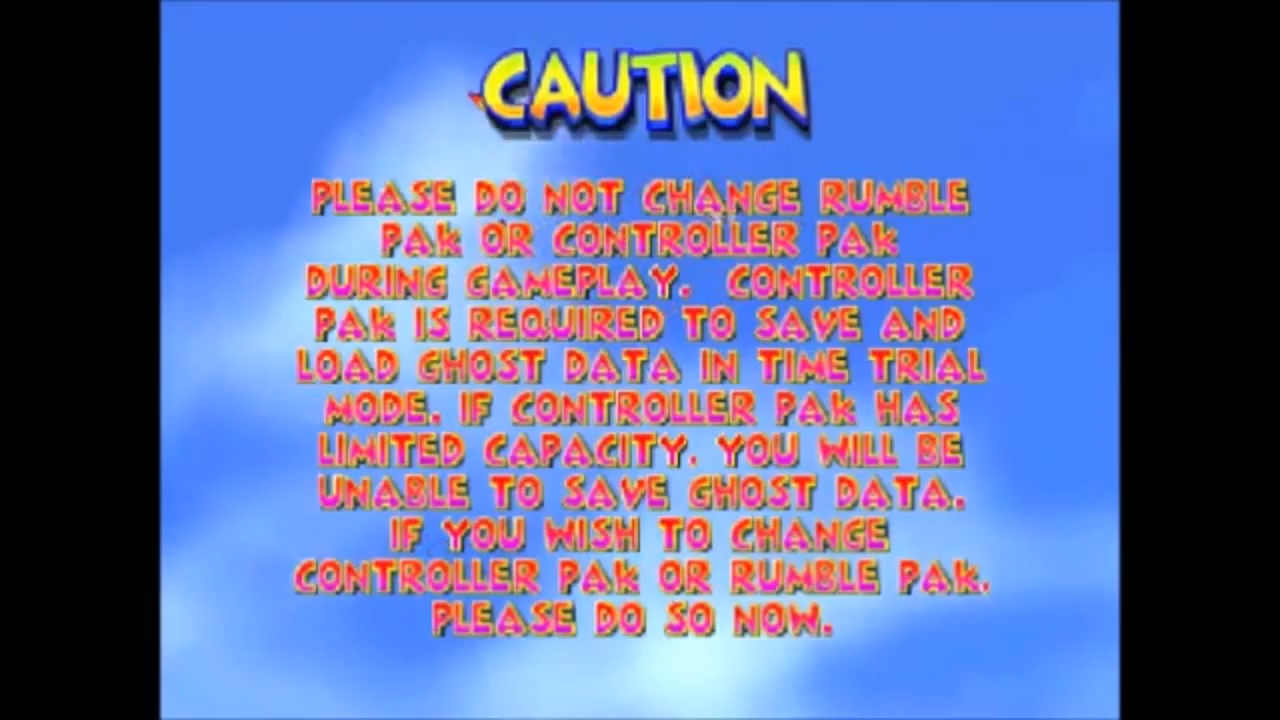 CAUTION
PLEASE DO NOT CHANGE RUMBLE
PAK OR CONTROLLER PAK
DURING GAMEPLAY. CONTROLLER
PAK IS REQUIRED TO SAVE AND
LOAD GHOST DATA IN TIME TRIAL
MODE. IF CONTROLLER PAK HAS
LIMITED CAPACITY. YOU WILL BE
UNABLE TO SAVE GHOST DATA.
IF YOU WISH TO CHANGE
CONTROLLER PAK OR RUMBLE PAK.
PLEASE DO SO NOW.